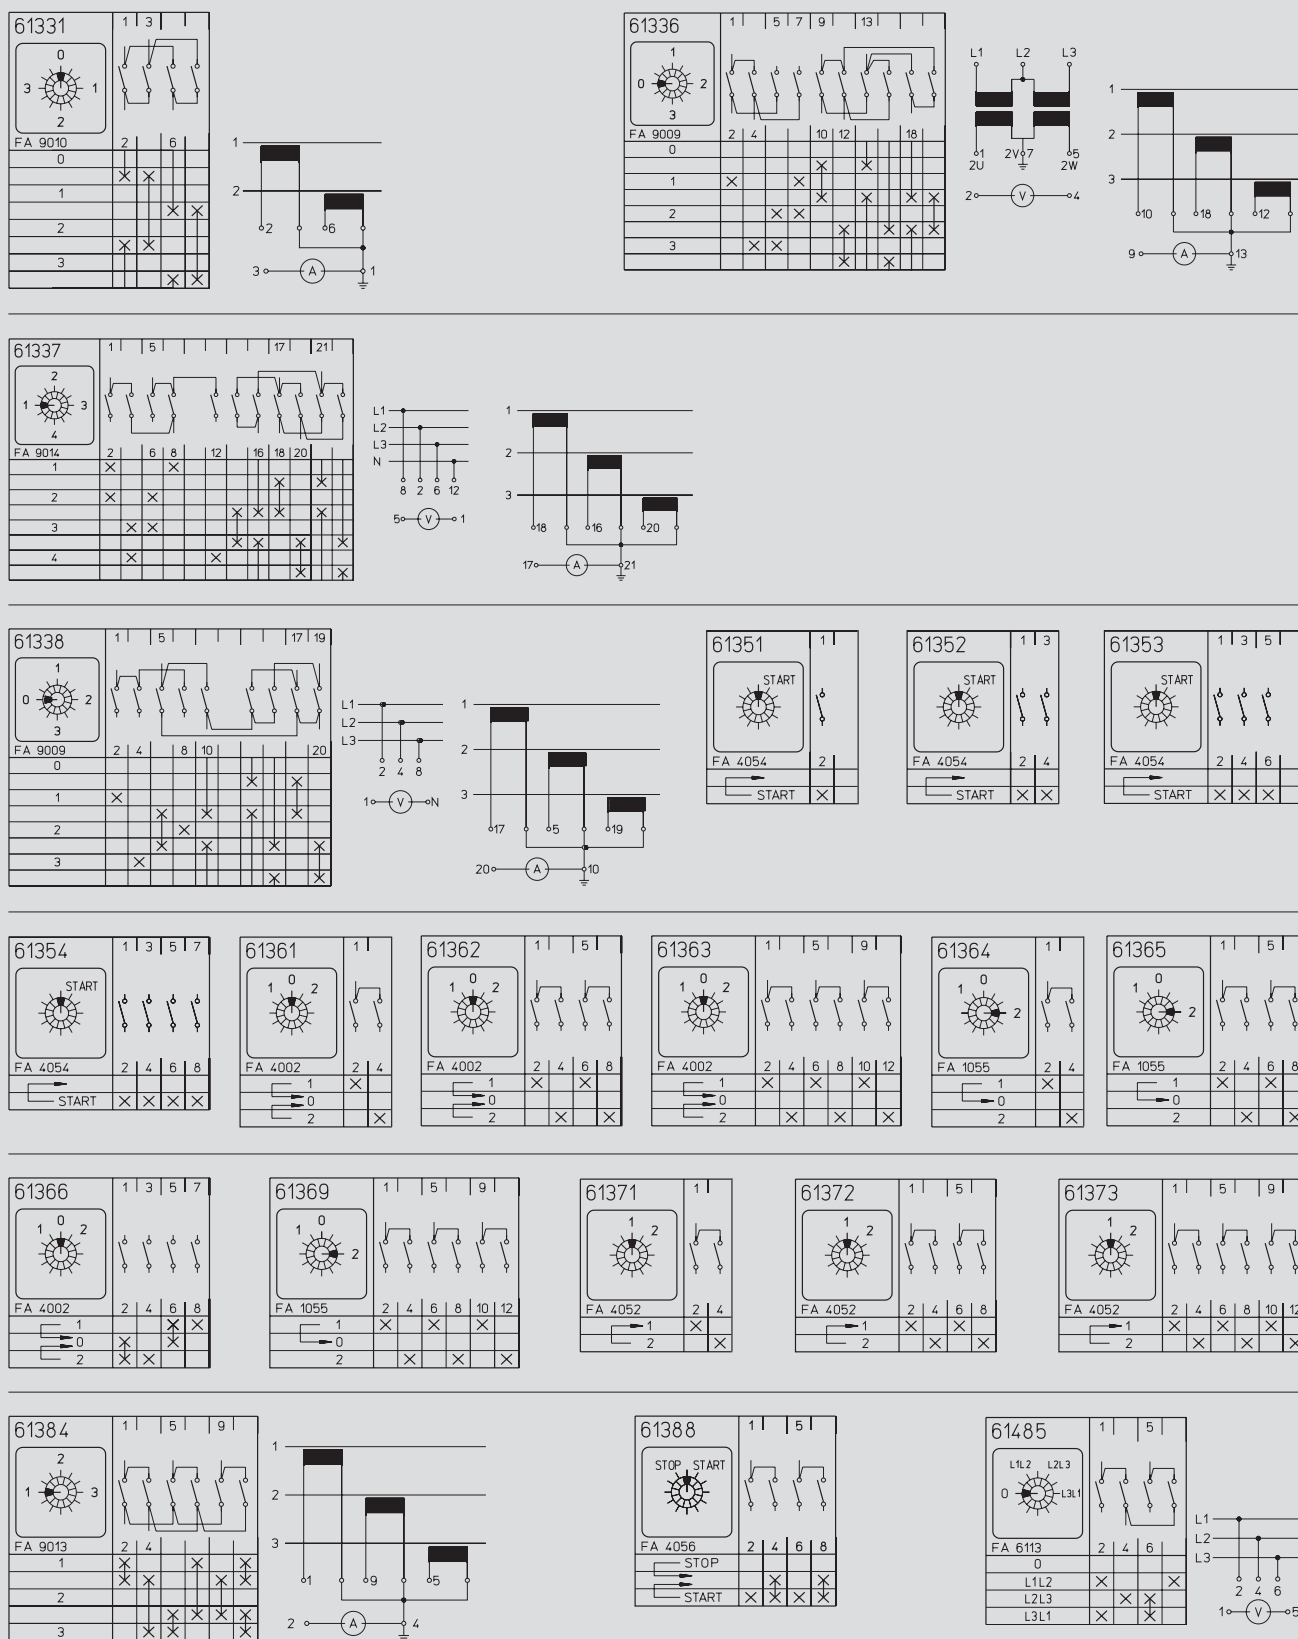 61331
1 3
0
3 1
2
FA 9010 2 6
0
1
2
3
1
2
2 6
3 A 1
61336
1 5 7 9 13
1
0 2
3
FA 9009 2 4 10 12 18
0
1
2
3
L1 L2 L3
1 2V 7 5
2U 2W
2 V 4
1
2
3
10 18 12
9 A 13
61337
1 5 17 21
2
1 3
4
FA 9014 2 6 8 12 16 18 20
1
2
3
4
L1
L2
L3
N
8 2 6 12
5 V 1
1
2
3
18 16 20
17 A 21
61338
1 5 17 19
1
0 2
3
FA 9009 2 4 8 10 20
0
1
2
3
L1
L2
L3
2 4 8
1 V N
1
2
3
17 5 19
20 A 10
61351
1
START
FA 4054 2
START
61352
1 3
START
FA 4054 2 4
START
61353
1 3 5
START
FA 4054 2 4 6
START
61354
1 3 5 7
START
FA 4054 2 4 6 8
START
61361
1
0
1 2
FA 4002 2 4
1
0
2
61362
1 5
0
1 2
FA 4002 2 4 6 8
1
0
2
61363
1 5 9
0
1 2
FA 4002 2 4 6 8 10 12
1
0
2
61364
1
0
1
2
FA 1055 2 4
1
0
2
61365
1 5
0
1
2
FA 1055 2 4 6 8
1
0
2
61366
1 3 5 7
0
1 2
FA 4002 2 4 6 8
1
0
2
61369
1 5 9
0
1
2
FA 1055 2 4 6 8 10 12
1
0
2
61371
1
1 2
FA 4052 2 4
1
2
61372
1 5
1 2
FA 4052 2 4 6 8
1
2
61373
1 5 9
1 2
FA 4052 2 4 6 8 10 12
1
2
61384
1 5 9
2
1 3
FA 9013 2 4
1
2
3
1
2
3
1 9 5
2 A 4
61388
1 5
STOP START
FA 4056 2 4 6 8
STOP
START
61485
1 5
L1L2 L2L3
0 L3L1
FA 6113 2 4 6
0
L1L2
L2L3
L3L1
L1
L2
L3
2 4 6
1 V 5